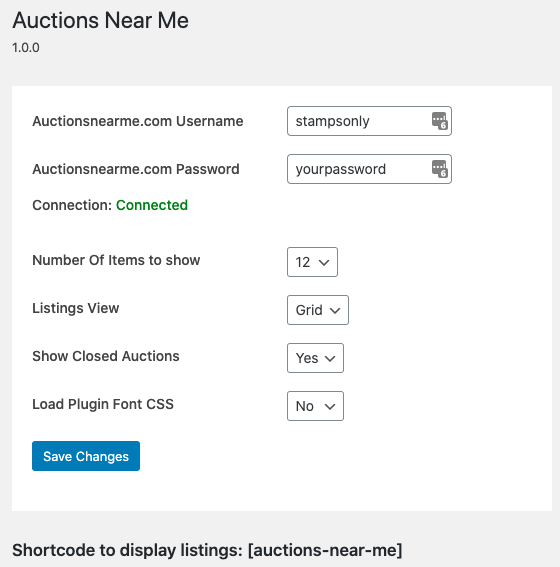 Auctions Near Me
1.0.0
Auctionsnearme.com Username stampsonly 6
Auctionsnearme.com Password yourpassword 6
Connection: Connected
Number Of Items to show 12
Listings View Grid
Show Closed Auctions Yes
Load Plugin Font CSS No
Save Changes
Shortcode to display listings: [auctions-near-me]